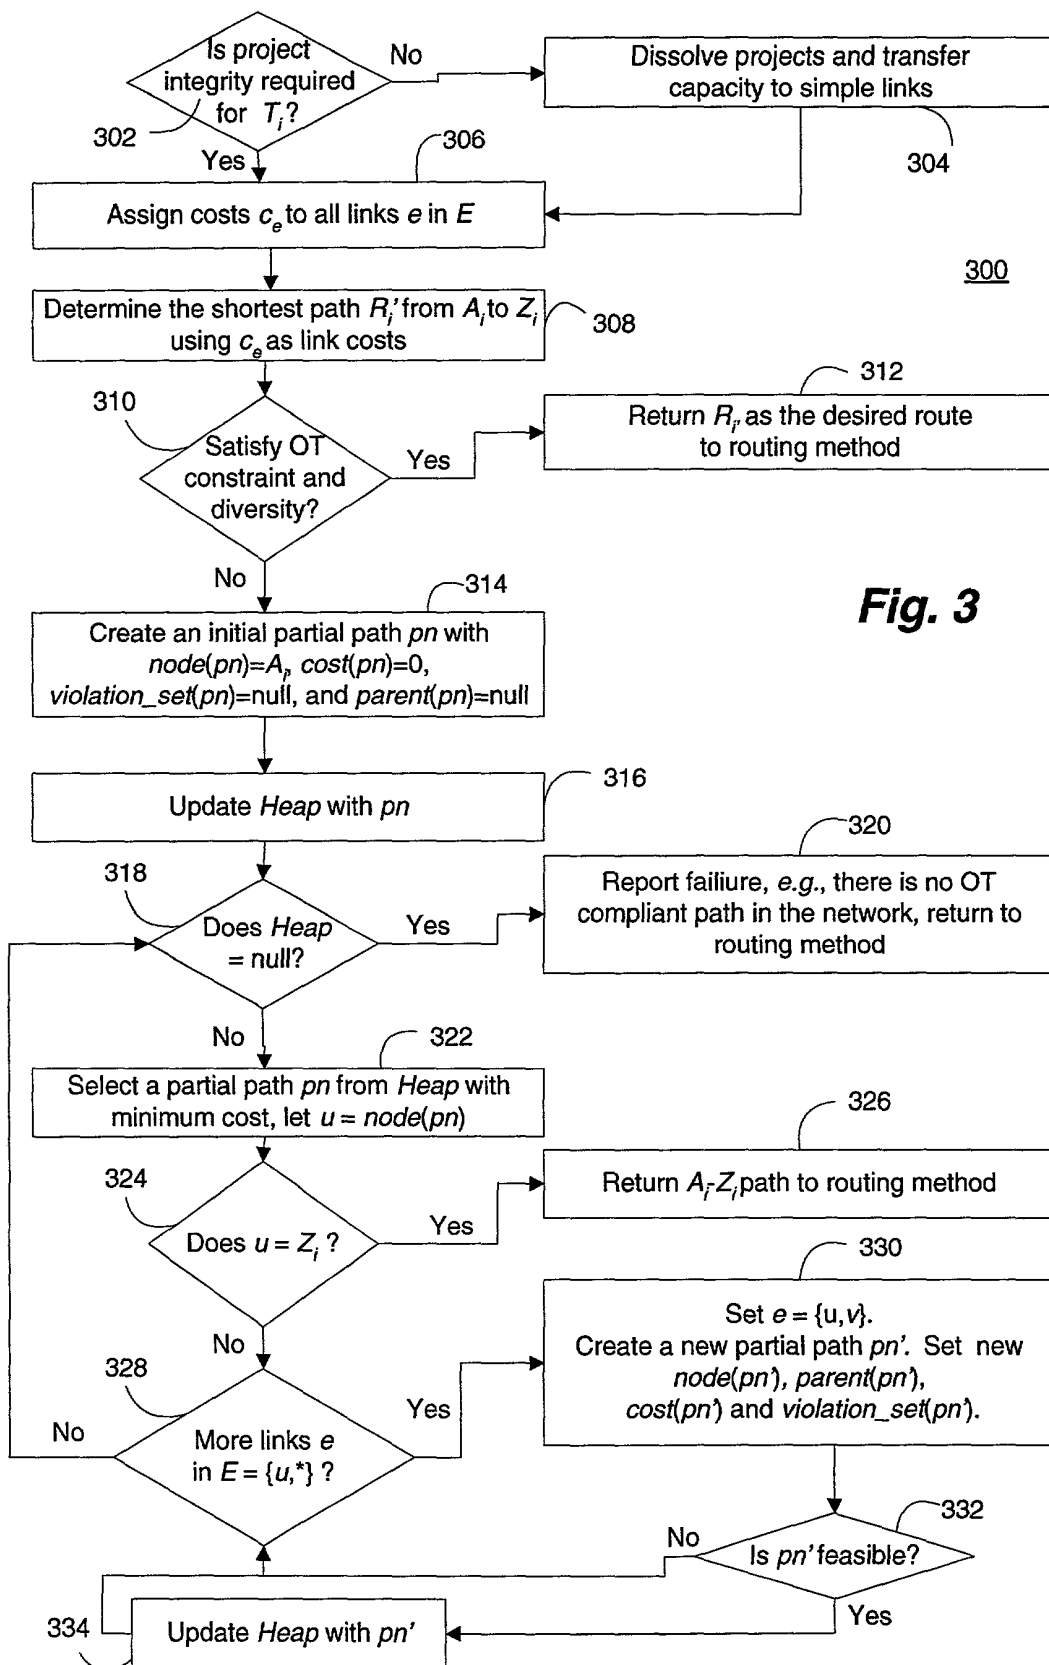 Is project
integrity required
for T_i?
302
No
Dissolve projects and transfer
capacity to simple links
304
Yes
306
Assign costs c_e to all links e in E
300
Determine the shortest path R_i' from A_i to Z_i
using c_e as link costs
308
310
Satisfy OT
constraint and
diversity?
Yes
312
Return R_i' as the desired route
to routing method
No
Fig. 3
314
Create an initial partial path pn with
node(pn)=A_i, cost(pn)=0,
violation_set(pn)=null, and parent(pn)=null
316
Update Heap with pn
318
Does Heap
= null?
Yes
320
Report failiure, e.g., there is no OT
compliant path in the network, return to
routing method
No
322
Select a partial path pn from Heap with
minimum cost, let u = node(pn)
324
Does u = Z_i ?
Yes
326
Return A_i-Z_i path to routing method
No
328
More links e
in E = {u,*} ?
No
Yes
330
Set e = {u,v}.
Create a new partial path pn'. Set new
node(pn'), parent(pn'),
cost(pn') and violation_set(pn').
332
Is pn' feasible?
No
Yes
334
Update Heap with pn'